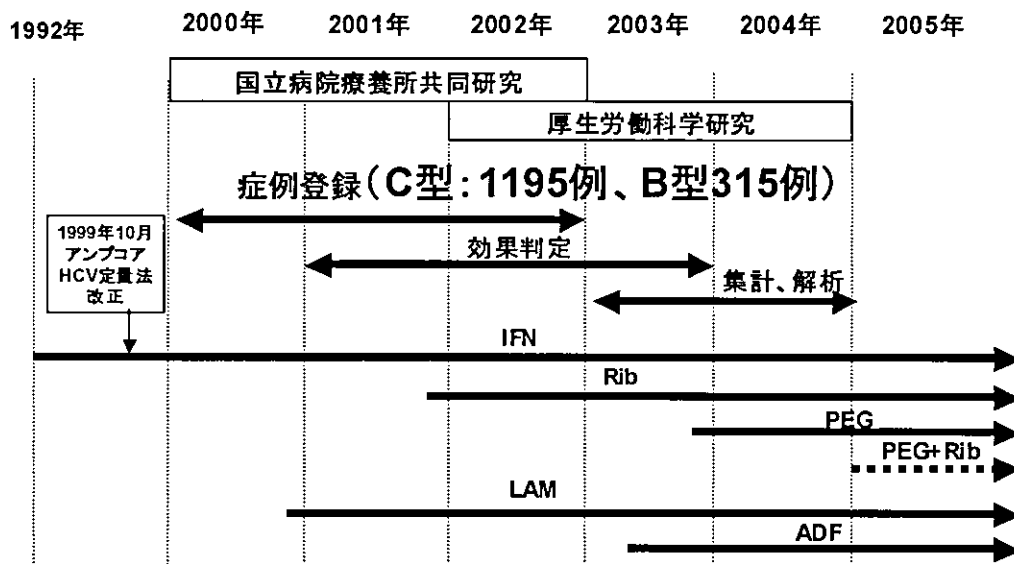 1992年 2000年 2001年 2002年 2003年 2004年 2005年
国立病院療養所共同研究
厚生労働科学研究
症例登録(C型:1195例、B型315例)
1999年10月
アンプコア
HCV定量法
改正
効果判定
集計、解析
IFN
Rib
PEG
PEG+Rib
LAM
ADF